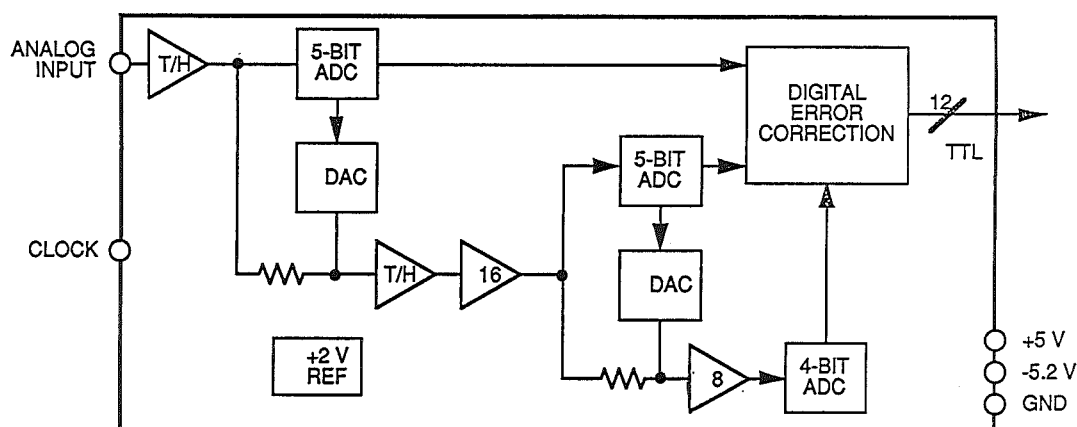 ANALOG
INPUT
T/H
5-BIT
ADC
DAC
CLOCK
T/H
16
+2 V
REF
5-BIT
ADC
DAC
8
4-BIT
ADC
DIGITAL
ERROR
CORRECTION
12
TTL
+5 V
-5.2 V
GND